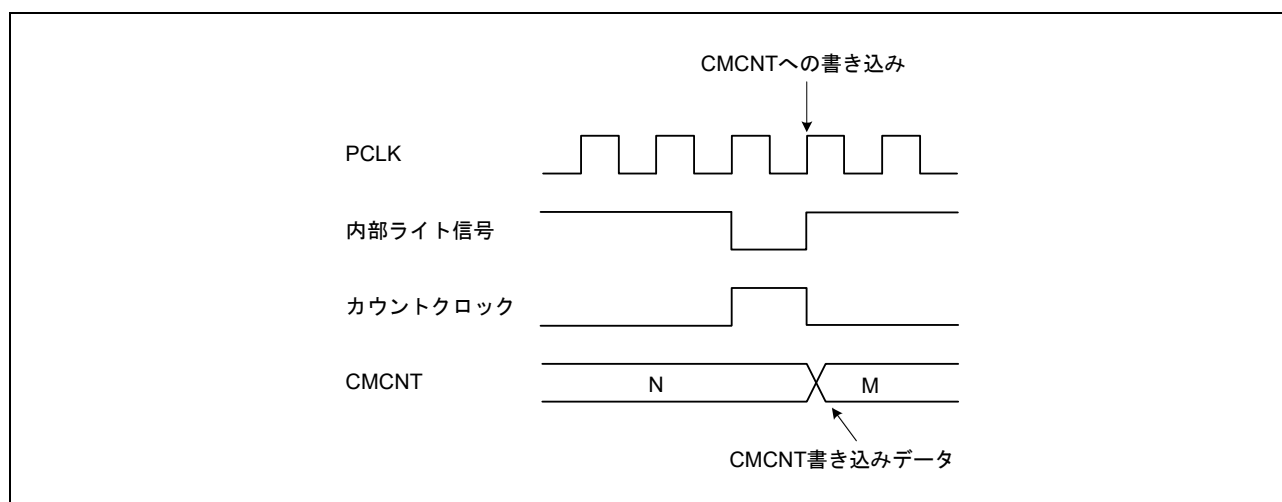 CMCNTへの書き込み
PCLK
内部ライト信号
カウントクロック
CMCNT
N
M
CMCNT書き込みデータ